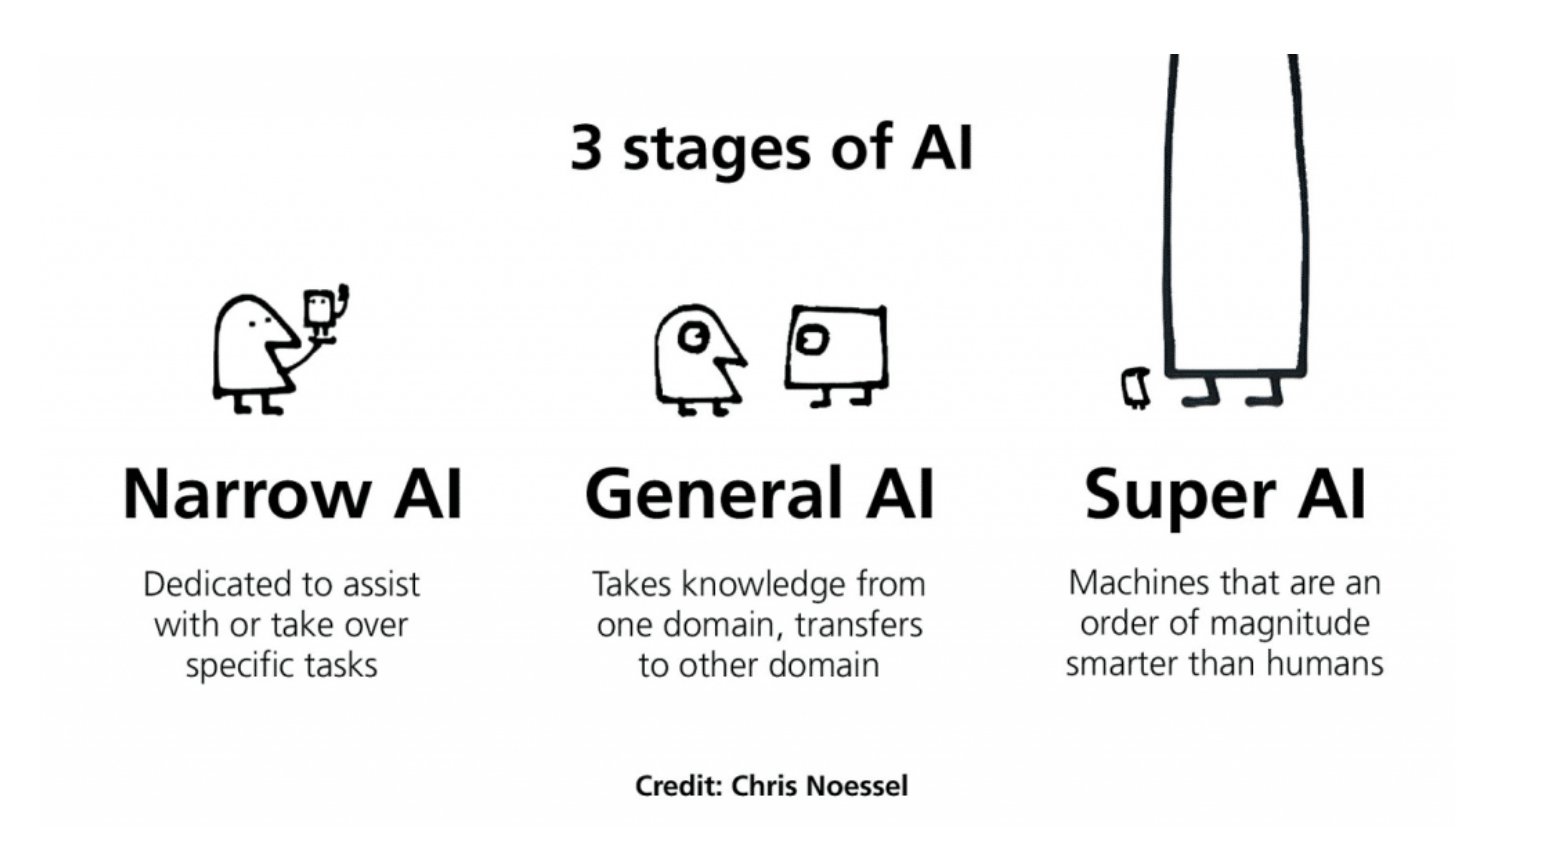 3 stages of AI
Narrow AI
Dedicated to assist
with or take over
specific tasks
General AI
Takes knowledge from
one domain, transfers
to other domain
Super AI
Machines that are an
order of magnitude
smarter than humans
Credit: Chris Noessel